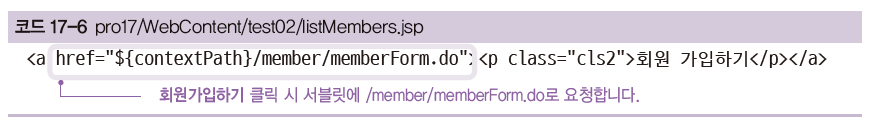 코드 17-6 pro17/WebContent/test02/listMembers.jsp
<a href="${contextPath}/member/memberForm.do"><p class="cls2">회원 가입하기</p></a>
회원가입하기 클릭 시 서블릿에 /member/memberForm.do로 요청합니다.